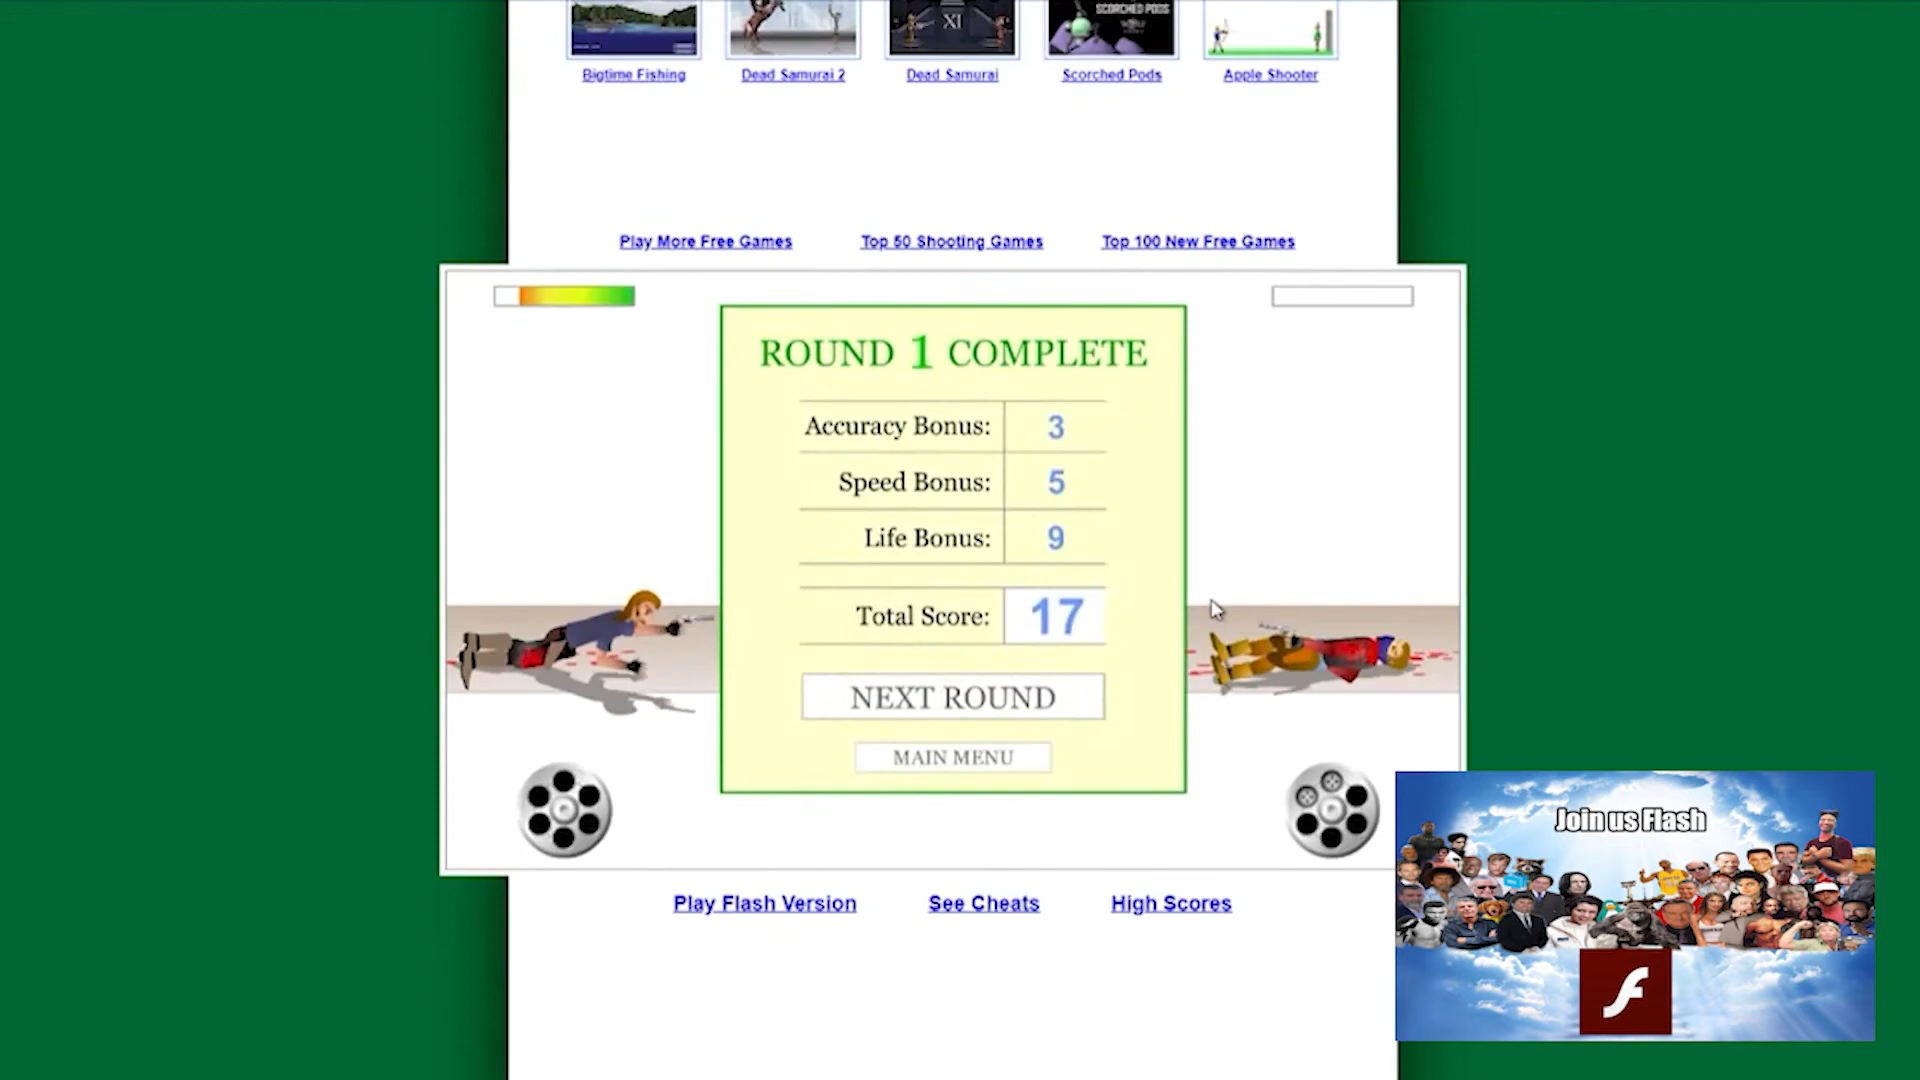 XI
SCORCHED PODS
Bigtime Fishing
Dead Samurai 2
Dead Samurai
Scorched Pods
Apple Shooter
Play More Free Games
Top 50 Shooting Games
Top 100 New Free Games
ROUND 1 COMPLETE
Accuracy Bonus: 3
Speed Bonus: 5
Life Bonus: 9
Total Score: 17
NEXT ROUND
MAIN MENU
Join us Flash
Play Flash Version
See Cheats
High Scores